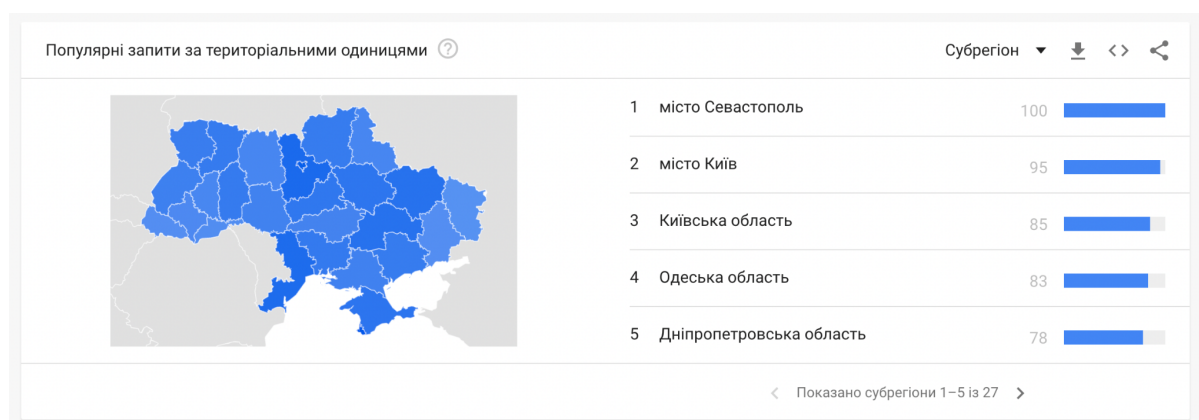 Популярні запити за територіальними одиницями
Субрегіон
1 місто Севастополь 100
2 місто Київ 95
3 Київська область 85
4 Одеська область 83
5 Дніпропетровська область 78
Показано субрегіони 1–5 із 27